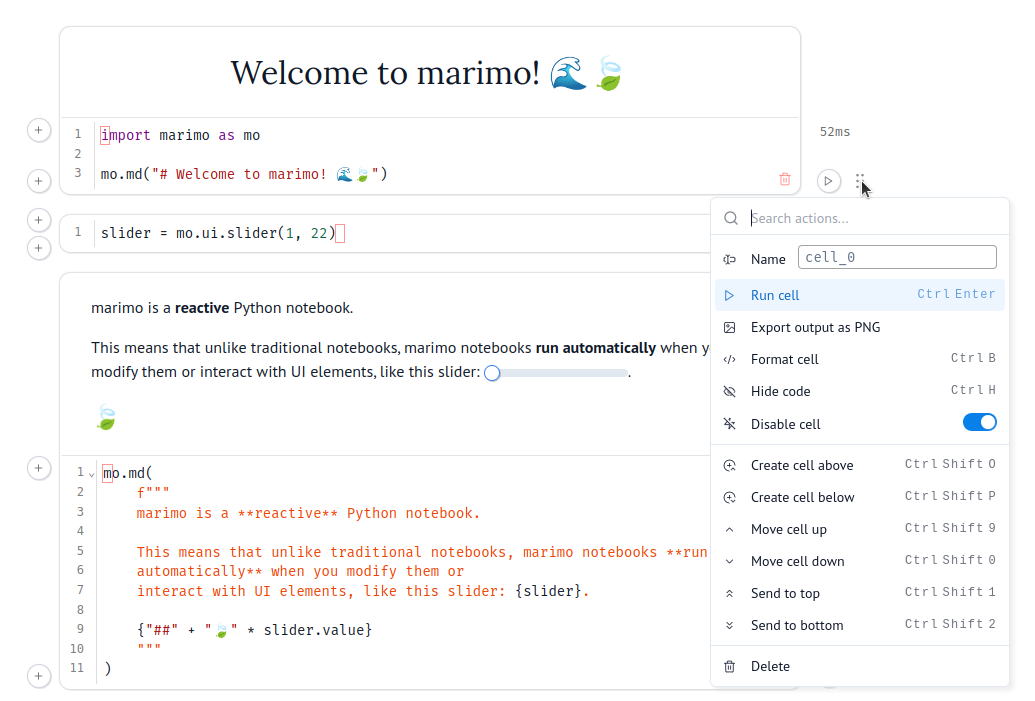 Welcome to marimo! 🌊🍃
1 import marimo as mo
2
3 mo.md("# Welcome to marimo! 🌊🍃")
52ms
1 slider = mo.ui.slider(1, 22)
marimo is a reactive Python notebook.
This means that unlike traditional notebooks, marimo notebooks run automatically when y
modify them or interact with UI elements, like this slider: .
🍃
1 mo.md(
2 f"""
3 marimo is a **reactive** Python notebook.
4
5 This means that unlike traditional notebooks, marimo notebooks **run
6 automatically** when you modify them or
7 interact with UI elements, like this slider: {slider}.
8
9 {"##" + "🍃" * slider.value}
10 """
11 )
Search actions...
Name cell_0
Run cell Ctrl Enter
Export output as PNG
Format cell Ctrl B
Hide code Ctrl H
Disable cell
Create cell above Ctrl Shift O
Create cell below Ctrl Shift P
Move cell up Ctrl Shift 9
Move cell down Ctrl Shift 0
Send to top Ctrl Shift 1
Send to bottom Ctrl Shift 2
Delete